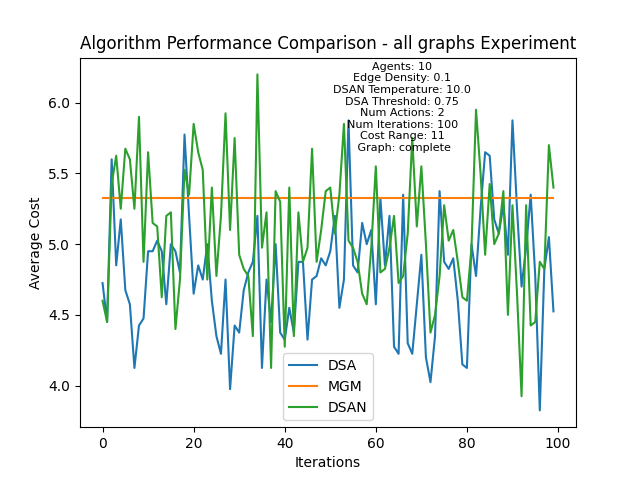 Algorithm Performance Comparison - all graphs Experiment
Agents: 10
Edge Density: 0.1
DSAN Temperature: 10.0
DSA Threshold: 0.75
Num Actions: 2
Num Iterations: 100
Cost Range: 11
Graph: complete
Average Cost
6.0
5.5
5.0
4.5
4.0
DSA
MGM
DSAN
0
20
40
60
80
100
Iterations